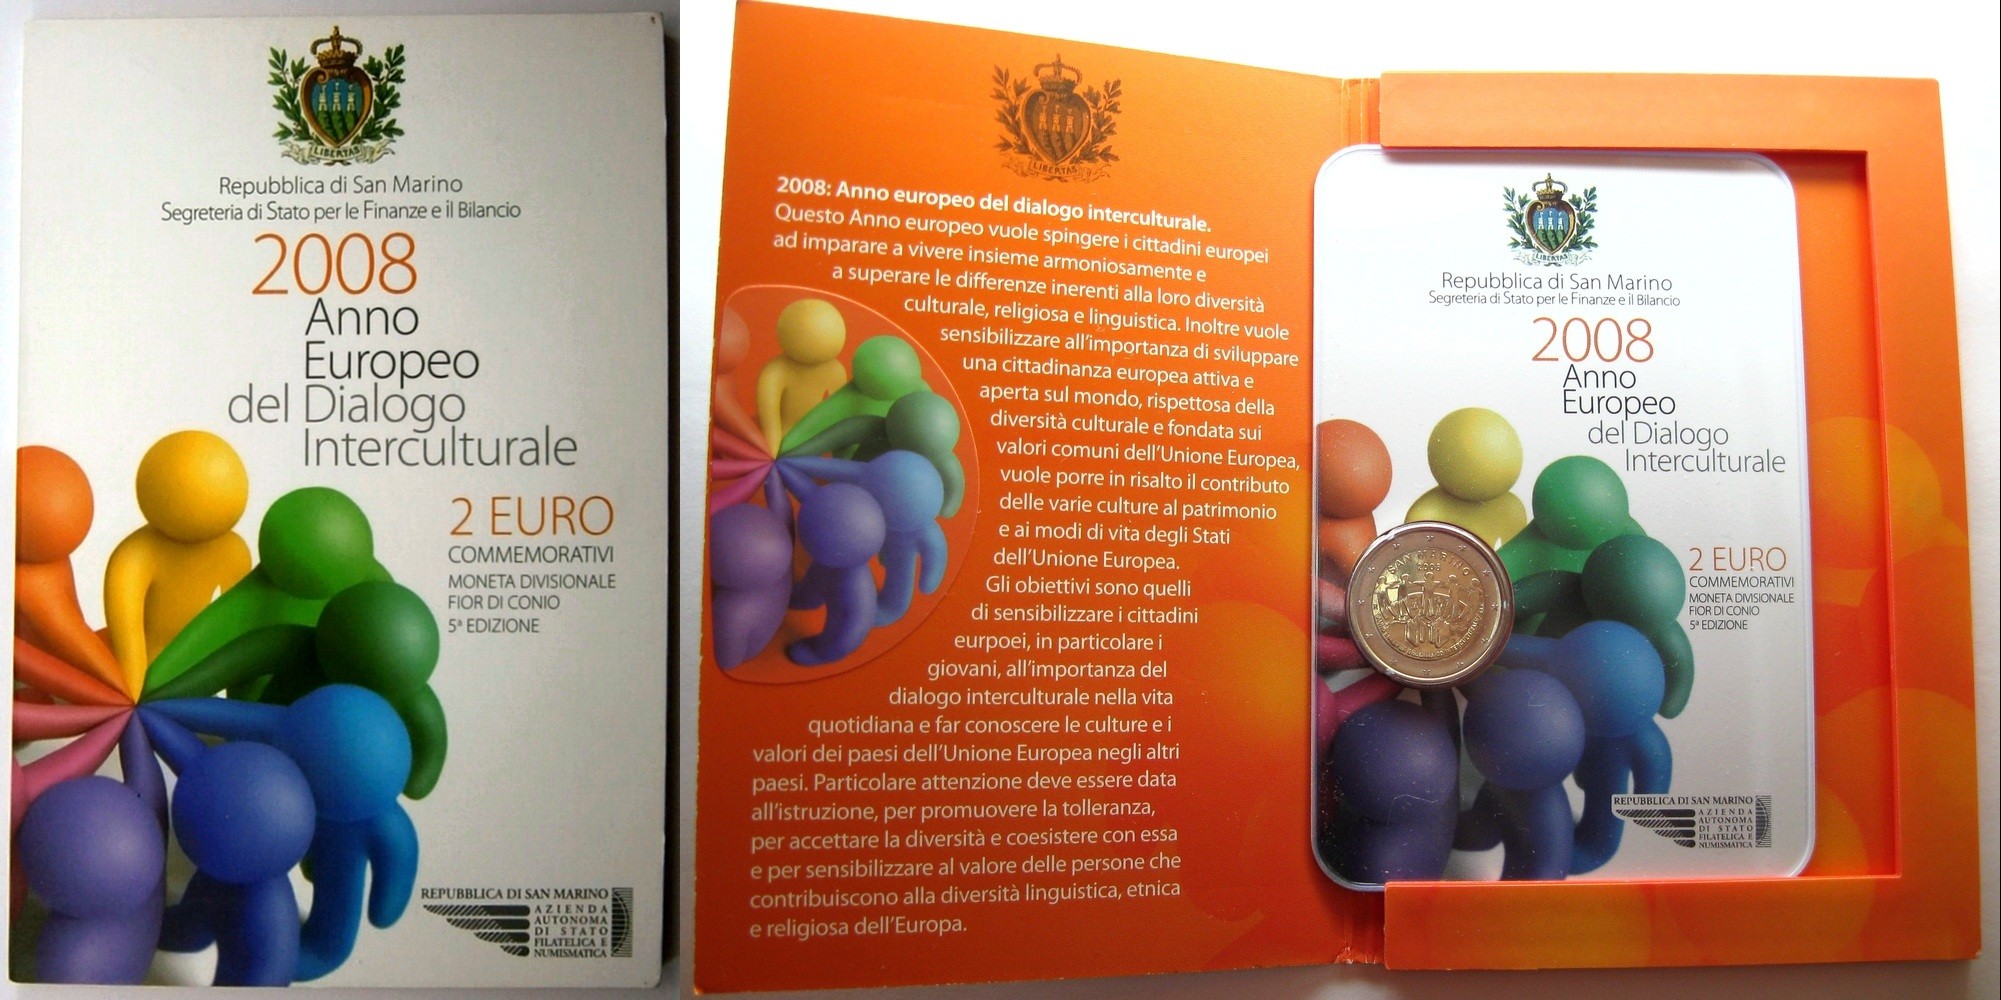 LIBERTAS
Repubblica di San Marino
Segreteria di Stato per le Finanze e il Bilancio
2008
Anno
Europeo
del Dialogo
Interculturale
2 EURO
COMMEMORATIVI
MONETA DIVISIONALE
FIOR DI CONIO
5ª EDIZIONE
REPUBBLICA DI SAN MARINO
AZIENDA
AUTONOMA
DI STATO
FILATELICA E
NUMISMATICA
LIBERTAS
2008: Anno europeo del dialogo interculturale.
Questo Anno europeo vuole spingere i cittadini europei
ad imparare a vivere insieme armoniosamente e
a superare le differenze inerenti alla loro diversità
culturale, religiosa e linguistica. Inoltre vuole
sensibilizzare all'importanza di sviluppare
una cittadinanza europea attiva e
aperta sul mondo, rispettosa della
diversità culturale e fondata sui
valori comuni dell'Unione Europea,
vuole porre in risalto il contributo
delle varie culture al patrimonio
e ai modi di vita degli Stati
dell'Unione Europea.
Gli obiettivi sono quelli
di sensibilizzare i cittadini
eurpoei, in particolare i
giovani, all'importanza del
dialogo interculturale nella vita
quotidiana e far conoscere le culture e i
valori dei paesi dell'Unione Europea negli altri
paesi. Particolare attenzione deve essere data
all'istruzione, per promuovere la tolleranza,
per accettare la diversità e coesistere con essa
e per sensibilizzare al valore delle persone che
contribuiscono alla diversità linguistica, etnica
e religiosa dell'Europa.
LIBERTAS
Repubblica di San Marino
Segreteria di Stato per le Finanze e il Bilancio
2008
Anno
Europeo
del Dialogo
Interculturale
2 EURO
COMMEMORATIVI
MONETA DIVISIONALE
FIOR DI CONIO
5ª EDIZIONE
SAN MARINO
2008
REPUBBLICA DI SAN MARINO
AZIENDA
AUTONOMA
DI STATO
FILATELICA E
NUMISMATICA